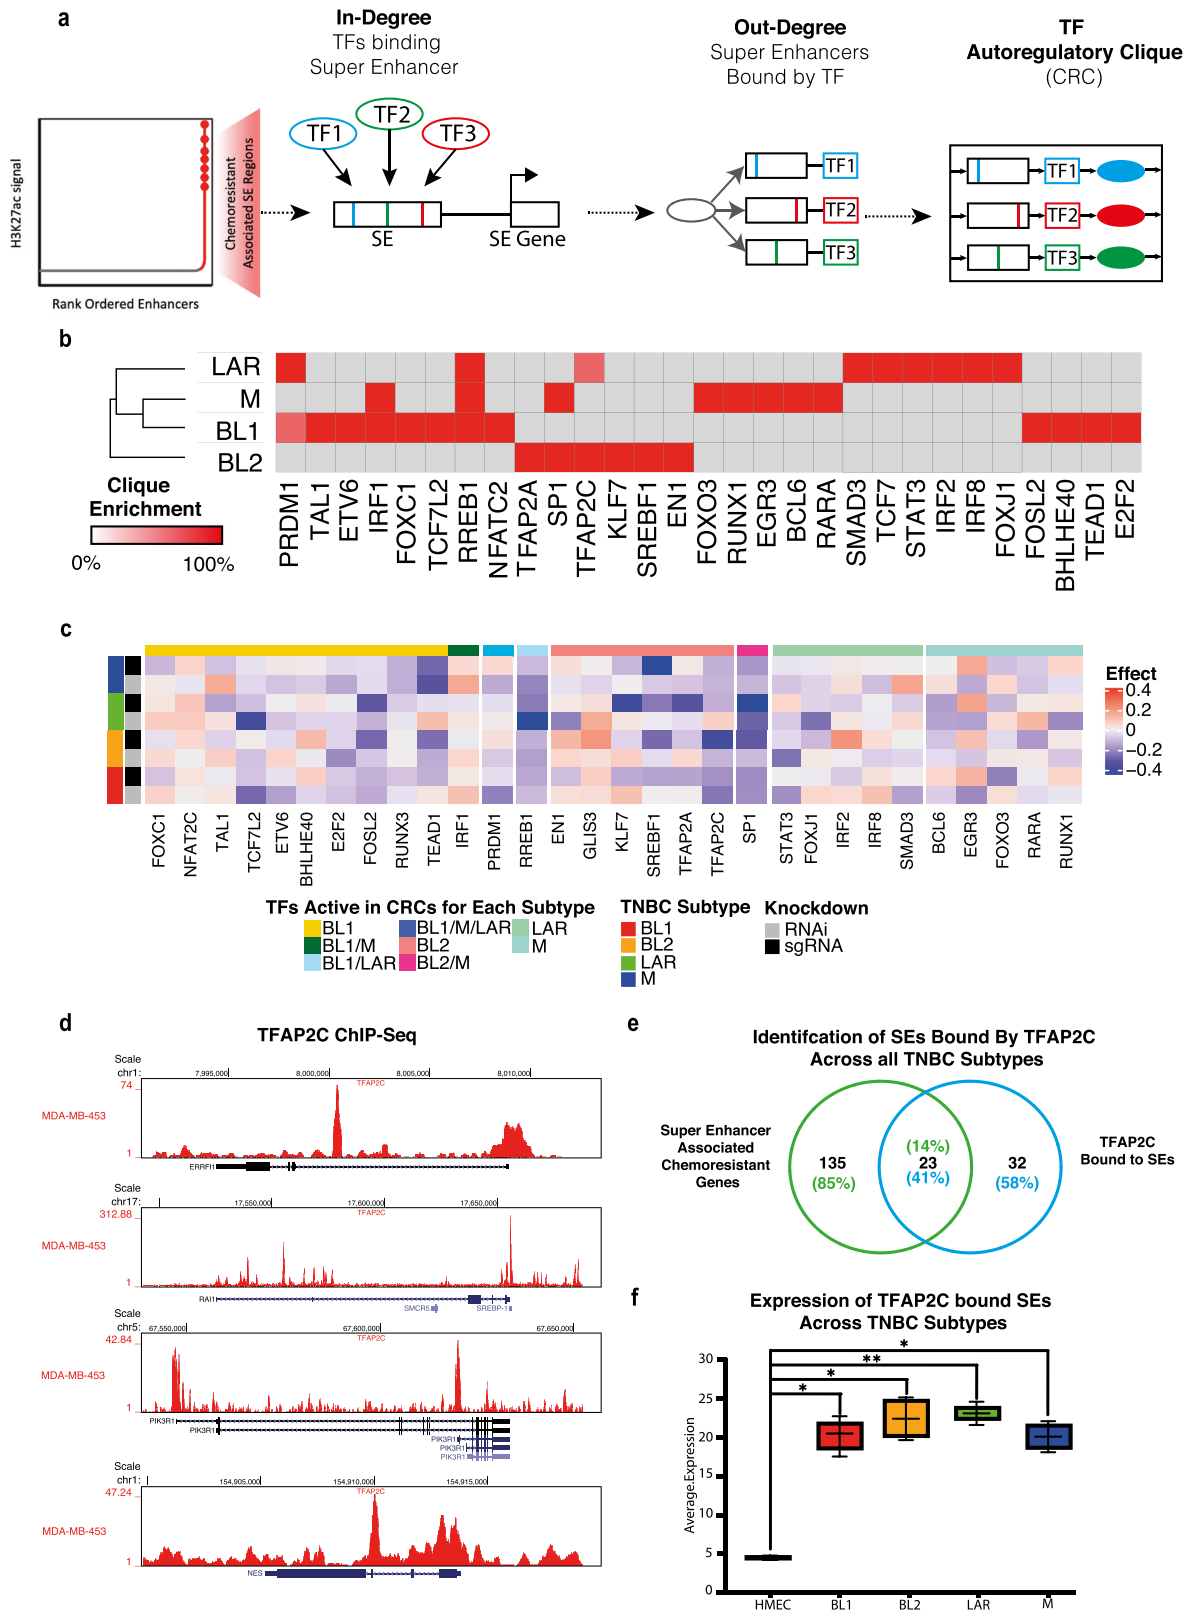 a
In-Degree
TFs binding
Super Enhancer
Out-Degree
Super Enhancers
Bound by TF
TF
Autoregulatory Clique
(CRC)
H3K27ac signal
Rank Ordered Enhancers
Chemoresistant
Associated SE Regions
TF1
TF2
TF3
SE
SE Gene
TF1
TF2
TF3
TF1
TF2
TF3
b
LAR
M
BL1
BL2
Clique
Enrichment
0%
100%
PRDM1
TAL1
ETV6
IRF1
FOXC1
TCF7L2
RREB1
NFATC2
TFAP2A
SP1
TFAP2C
KLF7
SREBF1
EN1
FOXO3
RUNX1
EGR3
BCL6
RARA
SMAD3
TCF7
STAT3
IRF2
IRF8
FOXJ1
FOSL2
BHLHE40
TEAD1
E2F2
c
Effect
0.4
0.2
0
−0.2
−0.4
FOXC1
NFAT2C
TAL1
TCF7L2
ETV6
BHLHE40
E2F2
FOSL2
RUNX3
TEAD1
IRF1
PRDM1
RREB1
EN1
GLIS3
KLF7
SREBF1
TFAP2A
TFAP2C
SP1
STAT3
FOXJ1
IRF2
IRF8
SMAD3
BCL6
EGR3
FOXO3
RARA
RUNX1
TFs Active in CRCs for Each Subtype
BL1
BL1/M
BL1/LAR
BL1/M/LAR
BL2
BL2/M
LAR
M
TNBC Subtype
BL1
BL2
LAR
M
Knockdown
RNAi
sgRNA
d
TFAP2C ChIP-Seq
Scale
chr1:
7,995,000
8,000,000
8,005,000
8,010,000
74
TFAP2C
MDA-MB-453
1
ERRFI1
Scale
chr17:
17,550,000
17,600,000
17,650,000
312.88
TFAP2C
MDA-MB-453
1
RAI1
SMCR5
SREBP-1
Scale
chr5:
67,550,000
67,600,000
67,650,000
42.84
TFAP2C
MDA-MB-453
1
PIK3R1
PIK3R1
PIK3R1
PIK3R1
PIK3R1
Scale
chr1:
154,905,000
154,910,000
154,915,000
47.24
TFAP2C
MDA-MB-453
1
NES
e
Identifcation of SEs Bound By TFAP2C
Across all TNBC Subtypes
Super Enhancer
Associated
Chemoresistant
Genes
135
(85%)
(14%)
23
(41%)
32
(58%)
TFAP2C
Bound to SEs
f
Expression of TFAP2C bound SEs
Across TNBC Subtypes
Average.Expression
30
25
20
15
10
5
0
*
**
*
*
HMEC
BL1
BL2
LAR
M